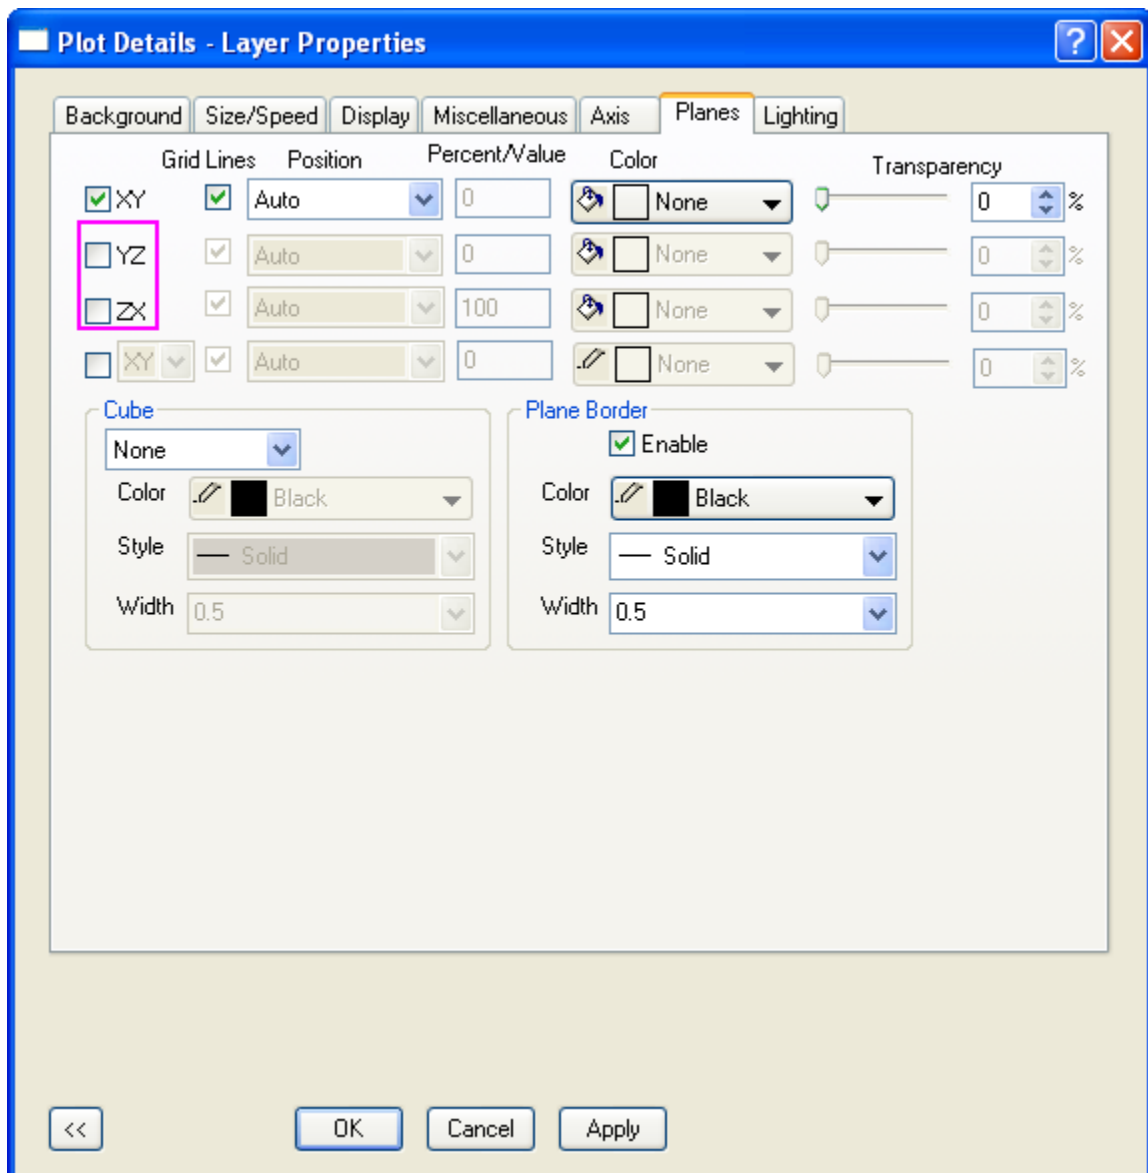 Plot Details - Layer Properties
Background Size/Speed Display Miscellaneous Axis Planes Lighting
Grid Lines Position Percent/Value Color Transparency
XY Auto 0 None 0 %
YZ Auto 0 None 0 %
ZX Auto 100 None 0 %
XY Auto 0 None 0 %
Cube
None
Color Black
Style Solid
Width 0.5
Plane Border
Enable
Color Black
Style Solid
Width 0.5
<< OK Cancel Apply